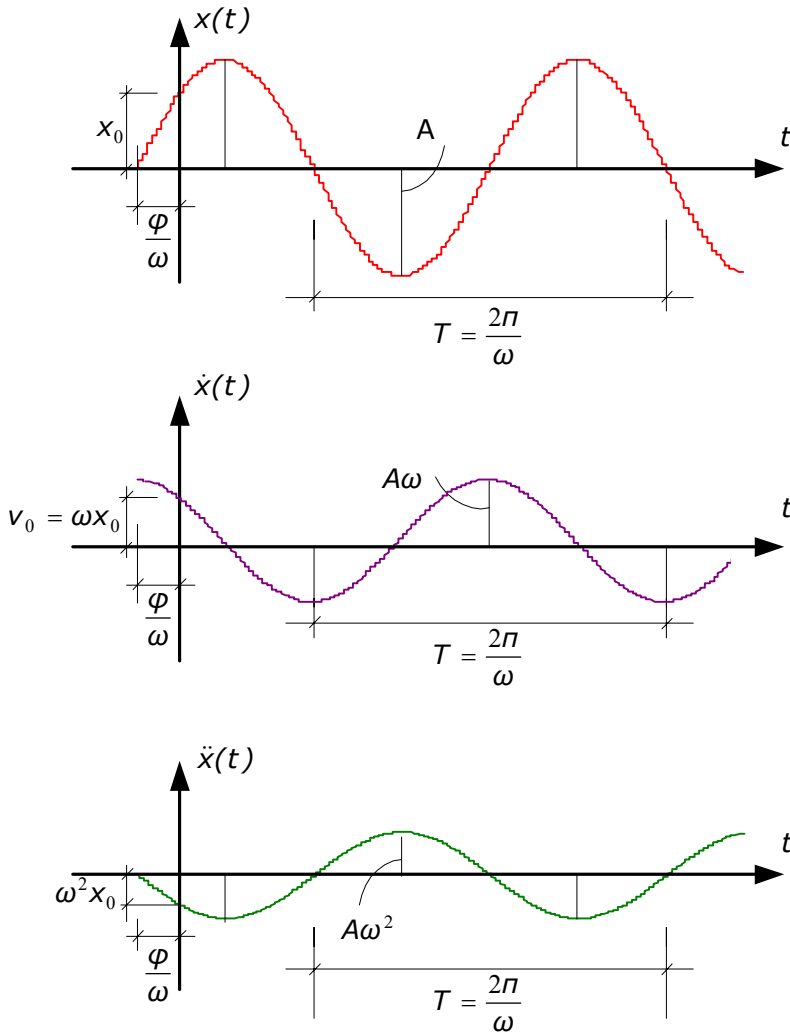 x(t)
A
x₀
t
φ/ω
T = 2π/ω
ẋ(t)
Aω
v₀ = ωx₀
t
φ/ω
T = 2π/ω
ẍ(t)
t
ω²x₀
Aω²
φ/ω
T = 2π/ω